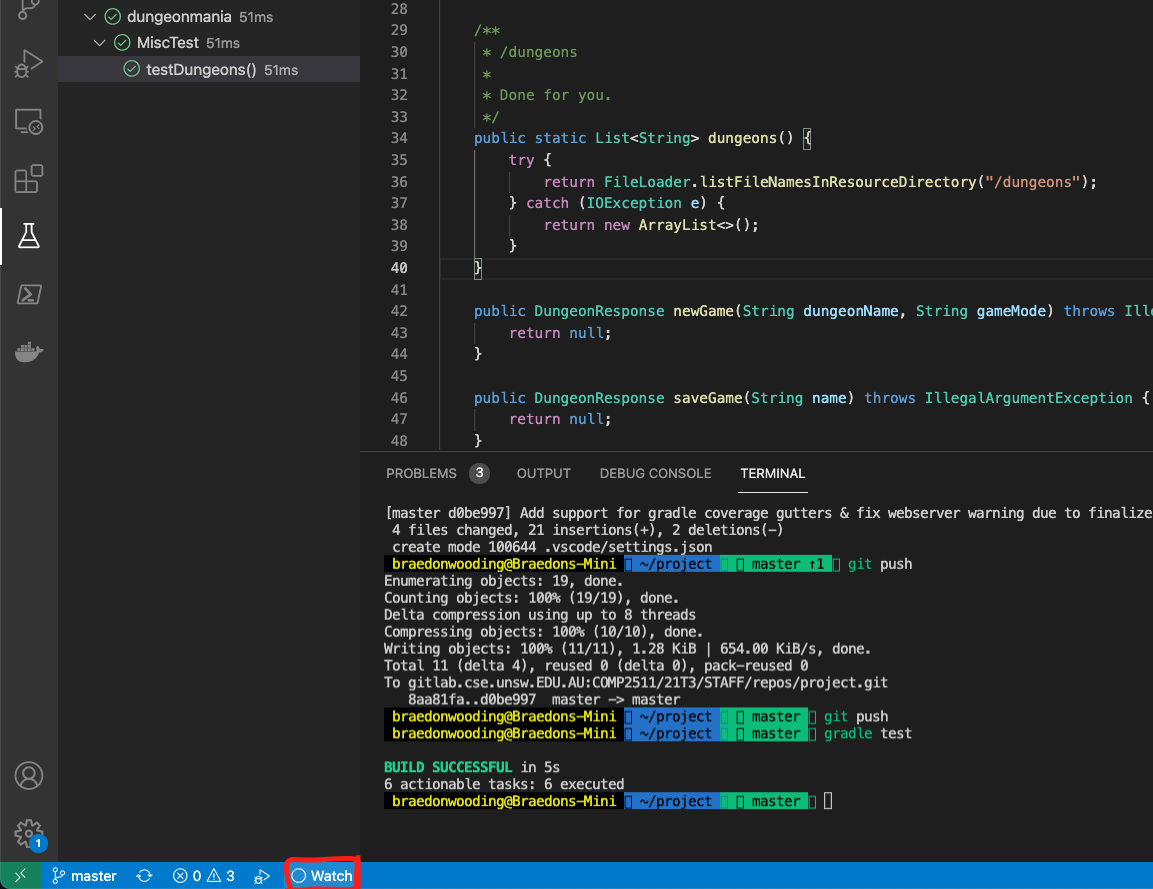 dungeonmania 51ms
MiscTest 51ms
testDungeons() 51ms
28
29 /**
30 * /dungeons
31 *
32 * Done for you.
33 */
34 public static List<String> dungeons() {
35 try {
36 return FileLoader.listFileNamesInResourceDirectory("/dungeons");
37 } catch (IOException e) {
38 return new ArrayList<>();
39 }
40 }
41
42 public DungeonResponse newGame(String dungeonName, String gameMode) throws Ille
43 return null;
44 }
45
46 public DungeonResponse saveGame(String name) throws IllegalArgumentException {
47 return null;
48 }
PROBLEMS 3 OUTPUT DEBUG CONSOLE TERMINAL
[master d0be997] Add support for gradle coverage gutters & fix webserver warning due to finalize
4 files changed, 21 insertions(+), 2 deletions(-)
create mode 100644 .vscode/settings.json
braedonwooding@Braedons-Mini ~/project master ↑1 git push
Enumerating objects: 19, done.
Counting objects: 100% (19/19), done.
Delta compression using up to 8 threads
Compressing objects: 100% (10/10), done.
Writing objects: 100% (11/11), 1.28 KiB | 654.00 KiB/s, done.
Total 11 (delta 4), reused 0 (delta 0), pack-reused 0
To gitlab.cse.unsw.EDU.AU:COMP2511/21T3/STAFF/repos/project.git
8aa81fa..d0be997 master -> master
braedonwooding@Braedons-Mini ~/project master git push
braedonwooding@Braedons-Mini ~/project master gradle test
BUILD SUCCESSFUL in 5s
6 actionable tasks: 6 executed
braedonwooding@Braedons-Mini ~/project master
1
master 0 3 Watch